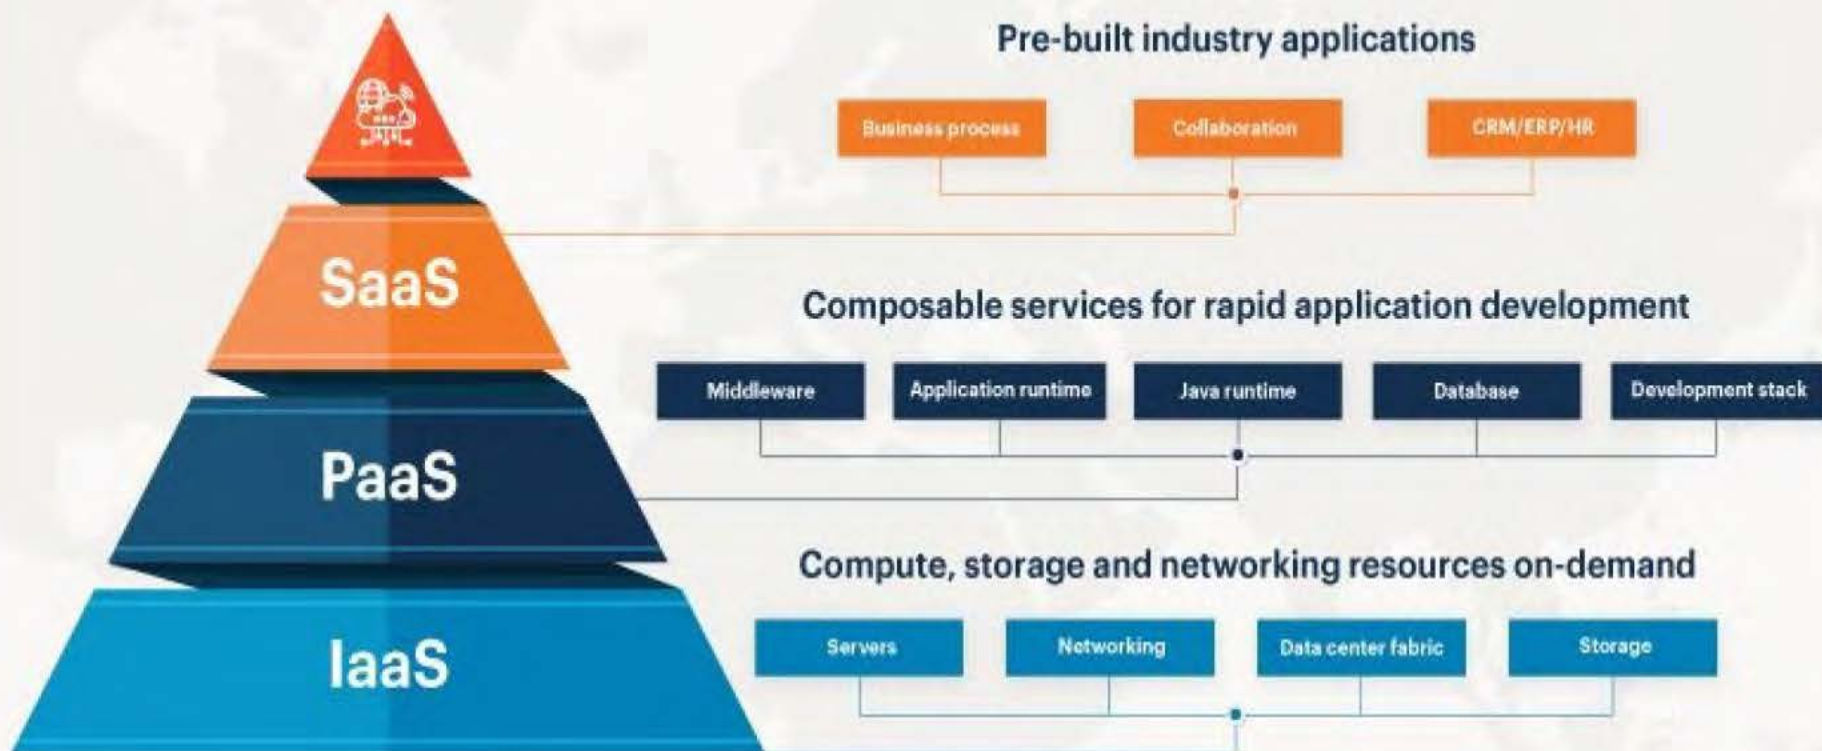 Pre-built industry applications
Business process
Collaboration
CRM/ERP/HR
SaaS
Composable services for rapid application development
Middleware
Application runtime
Java runtime
Database
Development stack
PaaS
Compute, storage and networking resources on-demand
Servers
Networking
Data center fabric
Storage
IaaS